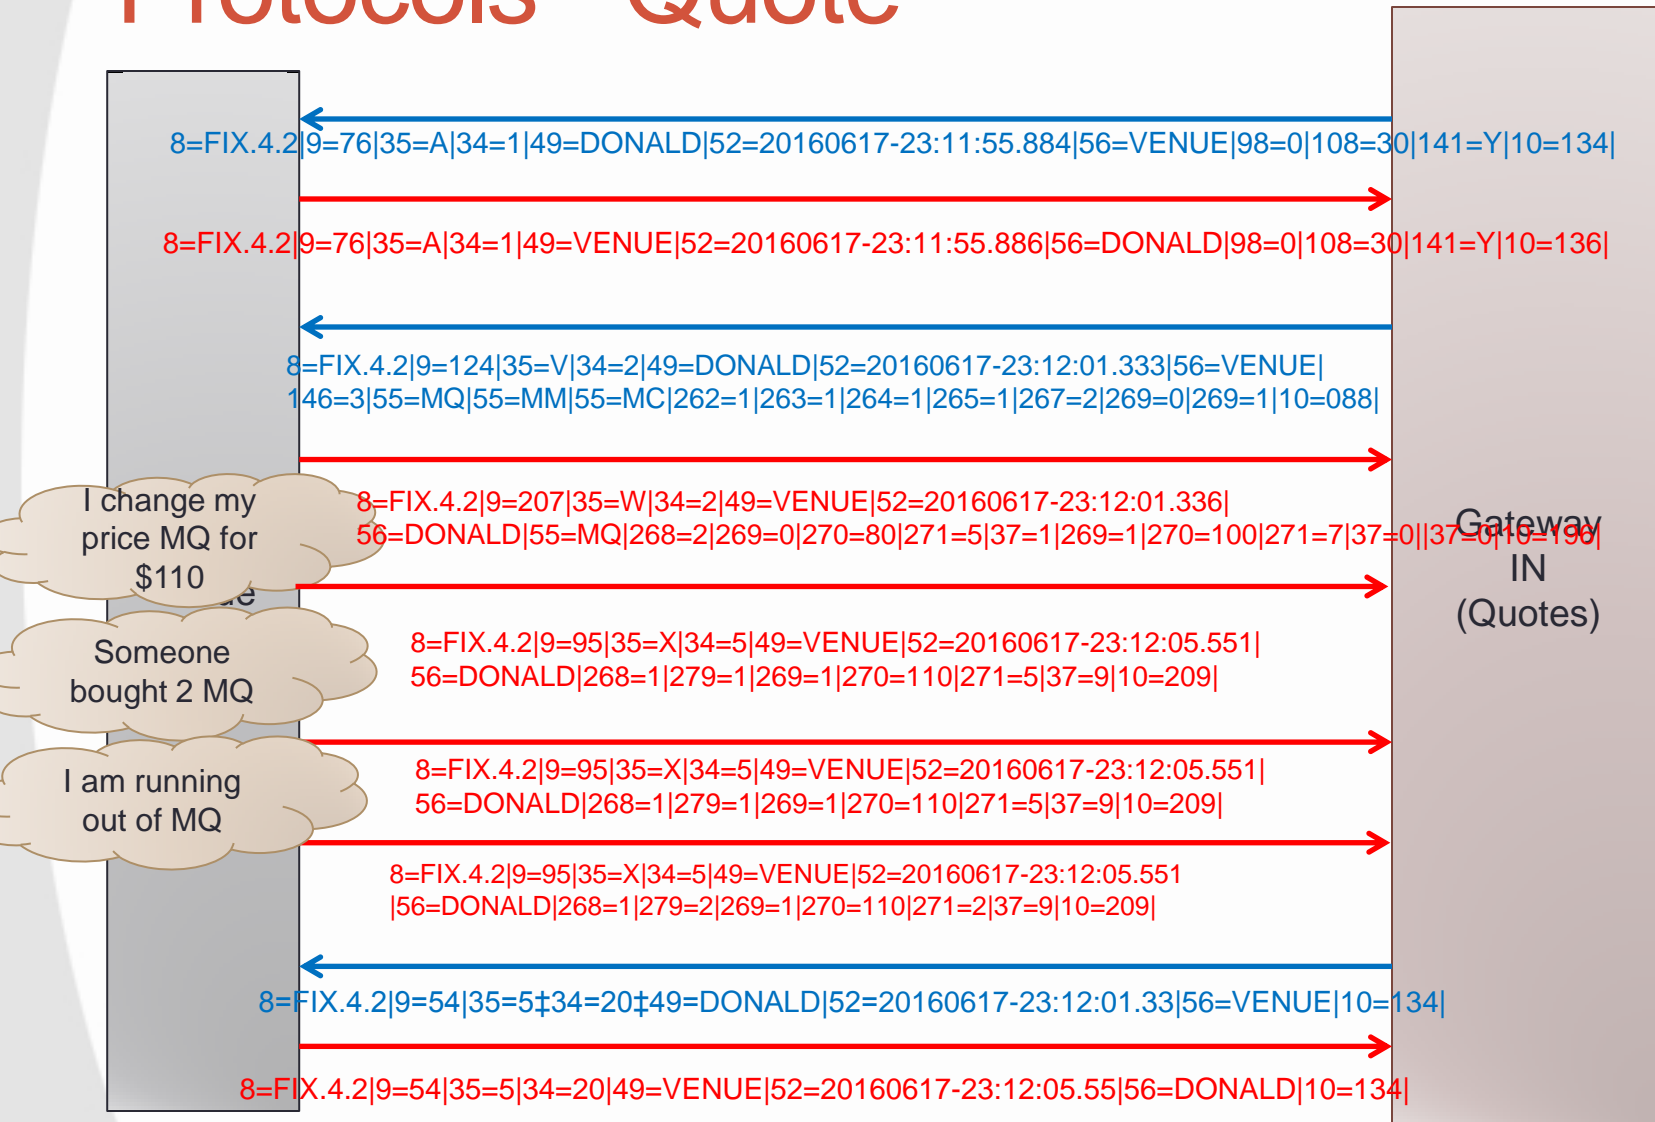 Protocols - Quote
8=FIX.4.2|9=76|35=A|34=1|49=DONALD|52=20160617-23:11:55.884|56=VENUE|98=0|108=30|141=Y|10=134|
8=FIX.4.2|9=76|35=A|34=1|49=VENUE|52=20160617-23:11:55.886|56=DONALD|98=0|108=30|141=Y|10=136|
8=FIX.4.2|9=124|35=V|34=2|49=DONALD|52=20160617-23:12:01.333|56=VENUE|
146=3|55=MQ|55=MM|55=MC|262=1|263=1|264=1|265=1|267=2|269=0|269=1|10=088|
I change my
price MQ for
$110
8=FIX.4.2|9=207|35=W|34=2|49=VENUE|52=20160617-23:12:01.336|
56=DONALD|55=MQ|268=2|269=0|270=80|271=5|37=1|269=1|270=100|271=7|37=0||37=0|10=196|
Gateway
IN
(Quotes)
Someone
bought 2 MQ
8=FIX.4.2|9=95|35=X|34=5|49=VENUE|52=20160617-23:12:05.551|
56=DONALD|268=1|279=1|269=1|270=110|271=5|37=9|10=209|
I am running
out of MQ
8=FIX.4.2|9=95|35=X|34=5|49=VENUE|52=20160617-23:12:05.551|
56=DONALD|268=1|279=1|269=1|270=110|271=5|37=9|10=209|
8=FIX.4.2|9=95|35=X|34=5|49=VENUE|52=20160617-23:12:05.551
|56=DONALD|268=1|279=2|269=1|270=110|271=2|37=9|10=209|
8=FIX.4.2|9=54|35=5‡34=20‡49=DONALD|52=20160617-23:12:01.33|56=VENUE|10=134|
8=FIX.4.2|9=54|35=5|34=20|49=VENUE|52=20160617-23:12:05.55|56=DONALD|10=134|